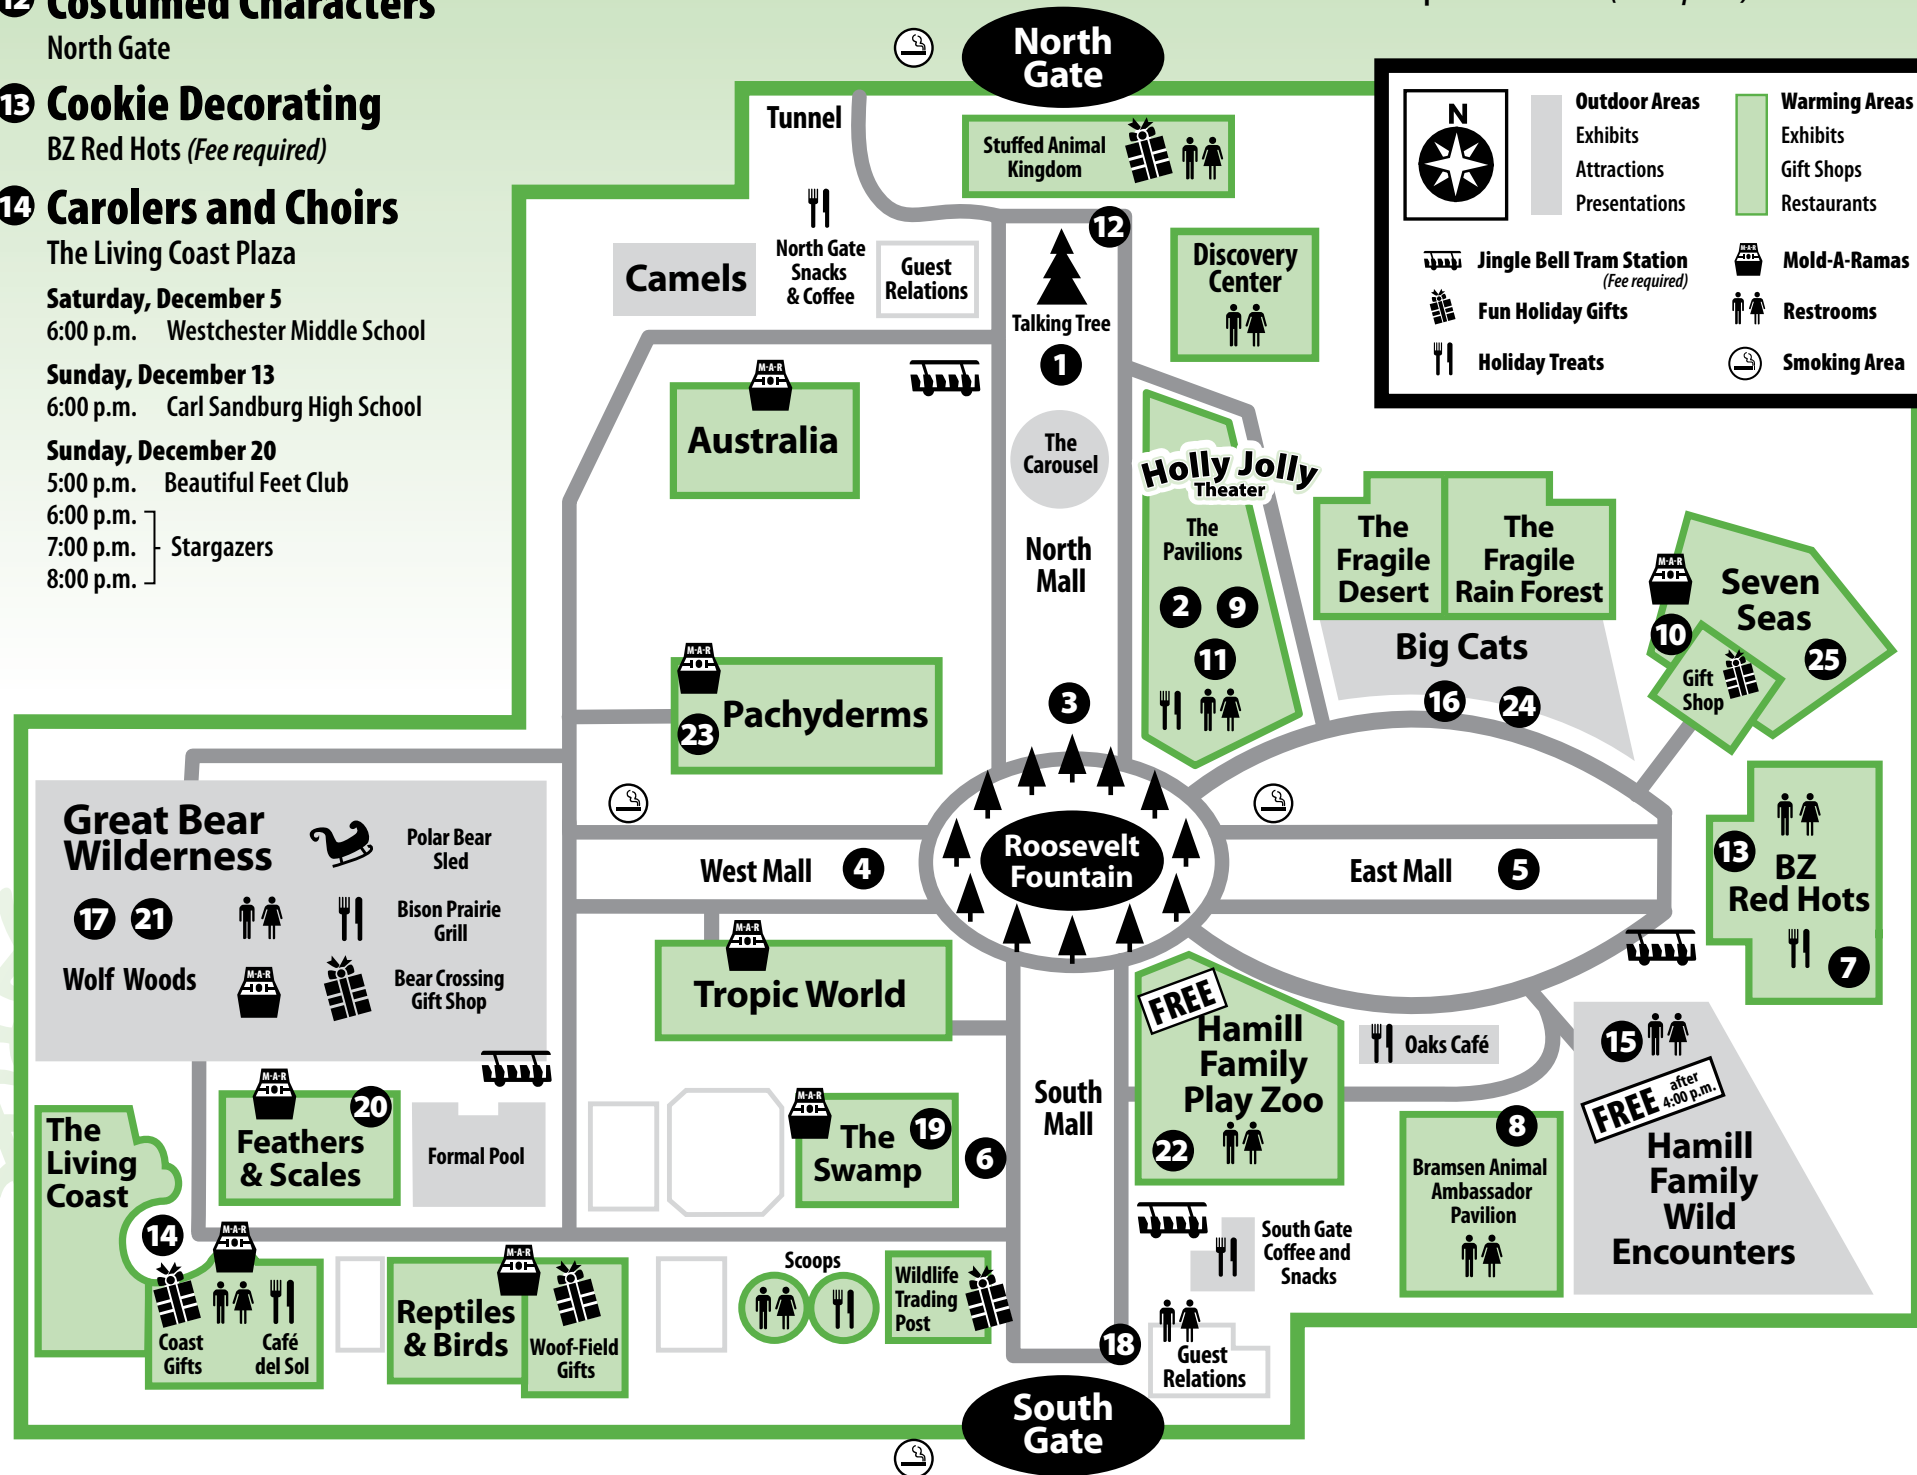 12 Costumed Characters
North Gate
13 Cookie Decorating
BZ Red Hots (Fee required)
14 Carolers and Choirs
The Living Coast Plaza
Saturday, December 5
6:00 p.m. Westchester Middle School
Sunday, December 13
6:00 p.m. Carl Sandburg High School
Sunday, December 20
5:00 p.m. Beautiful Feet Club
6:00 p.m.
7:00 p.m. Stargazers
8:00 p.m.
North
Gate
N
Outdoor Areas
Exhibits
Attractions
Presentations
Warming Areas
Exhibits
Gift Shops
Restaurants
Jingle Bell Tram Station
(Fee required)
Fun Holiday Gifts
Holiday Treats
M-A-R
Mold-A-Ramas
Restrooms
Smoking Area
Tunnel
Stuffed Animal
Kingdom
12
Camels
North Gate
Snacks
& Coffee
Guest
Relations
Talking Tree
1
Discovery
Center
M-A-R
Australia
The
Carousel
North
Mall
3
Holly Jolly
Theater
The
Pavilions
2 9
11
The
Fragile
Desert
The
Fragile
Rain Forest
Big Cats
16 24
M-A-R
Seven
Seas
10
25
Gift
Shop
M-A-R
Pachyderms
23
Great Bear
Wilderness
Polar Bear
Sled
17 21
Bison Prairie
Grill
Wolf Woods
M-A-R
Bear Crossing
Gift Shop
West Mall 4
Roosevelt
Fountain
East Mall 5
13
BZ
Red Hots
7
M-A-R
Tropic World
FREE
Hamill
Family
Play Zoo
22
Oaks Café
15
FREE after
4:00 p.m.
Hamill
Family
Wild
Encounters
South
Mall
The
Living
Coast
M-A-R
20
Feathers
& Scales
Formal Pool
M-A-R
The
Swamp
19
6
8
Bramsen Animal
Ambassador
Pavilion
14
M-A-R
Coast
Gifts
Café
del Sol
Reptiles
& Birds
M-A-R
Woof-Field
Gifts
Scoops
Wildlife
Trading
Post
South Gate
Coffee and
Snacks
18
Guest
Relations
South
Gate